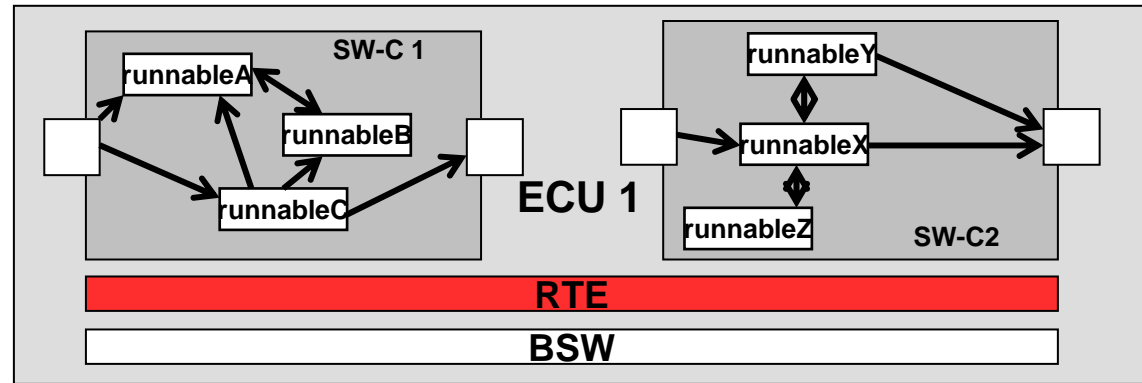 SW-C 1
runnableA
runnableB
runnableC
ECU 1
runnableY
runnableX
runnableZ
SW-C2
RTE
BSW